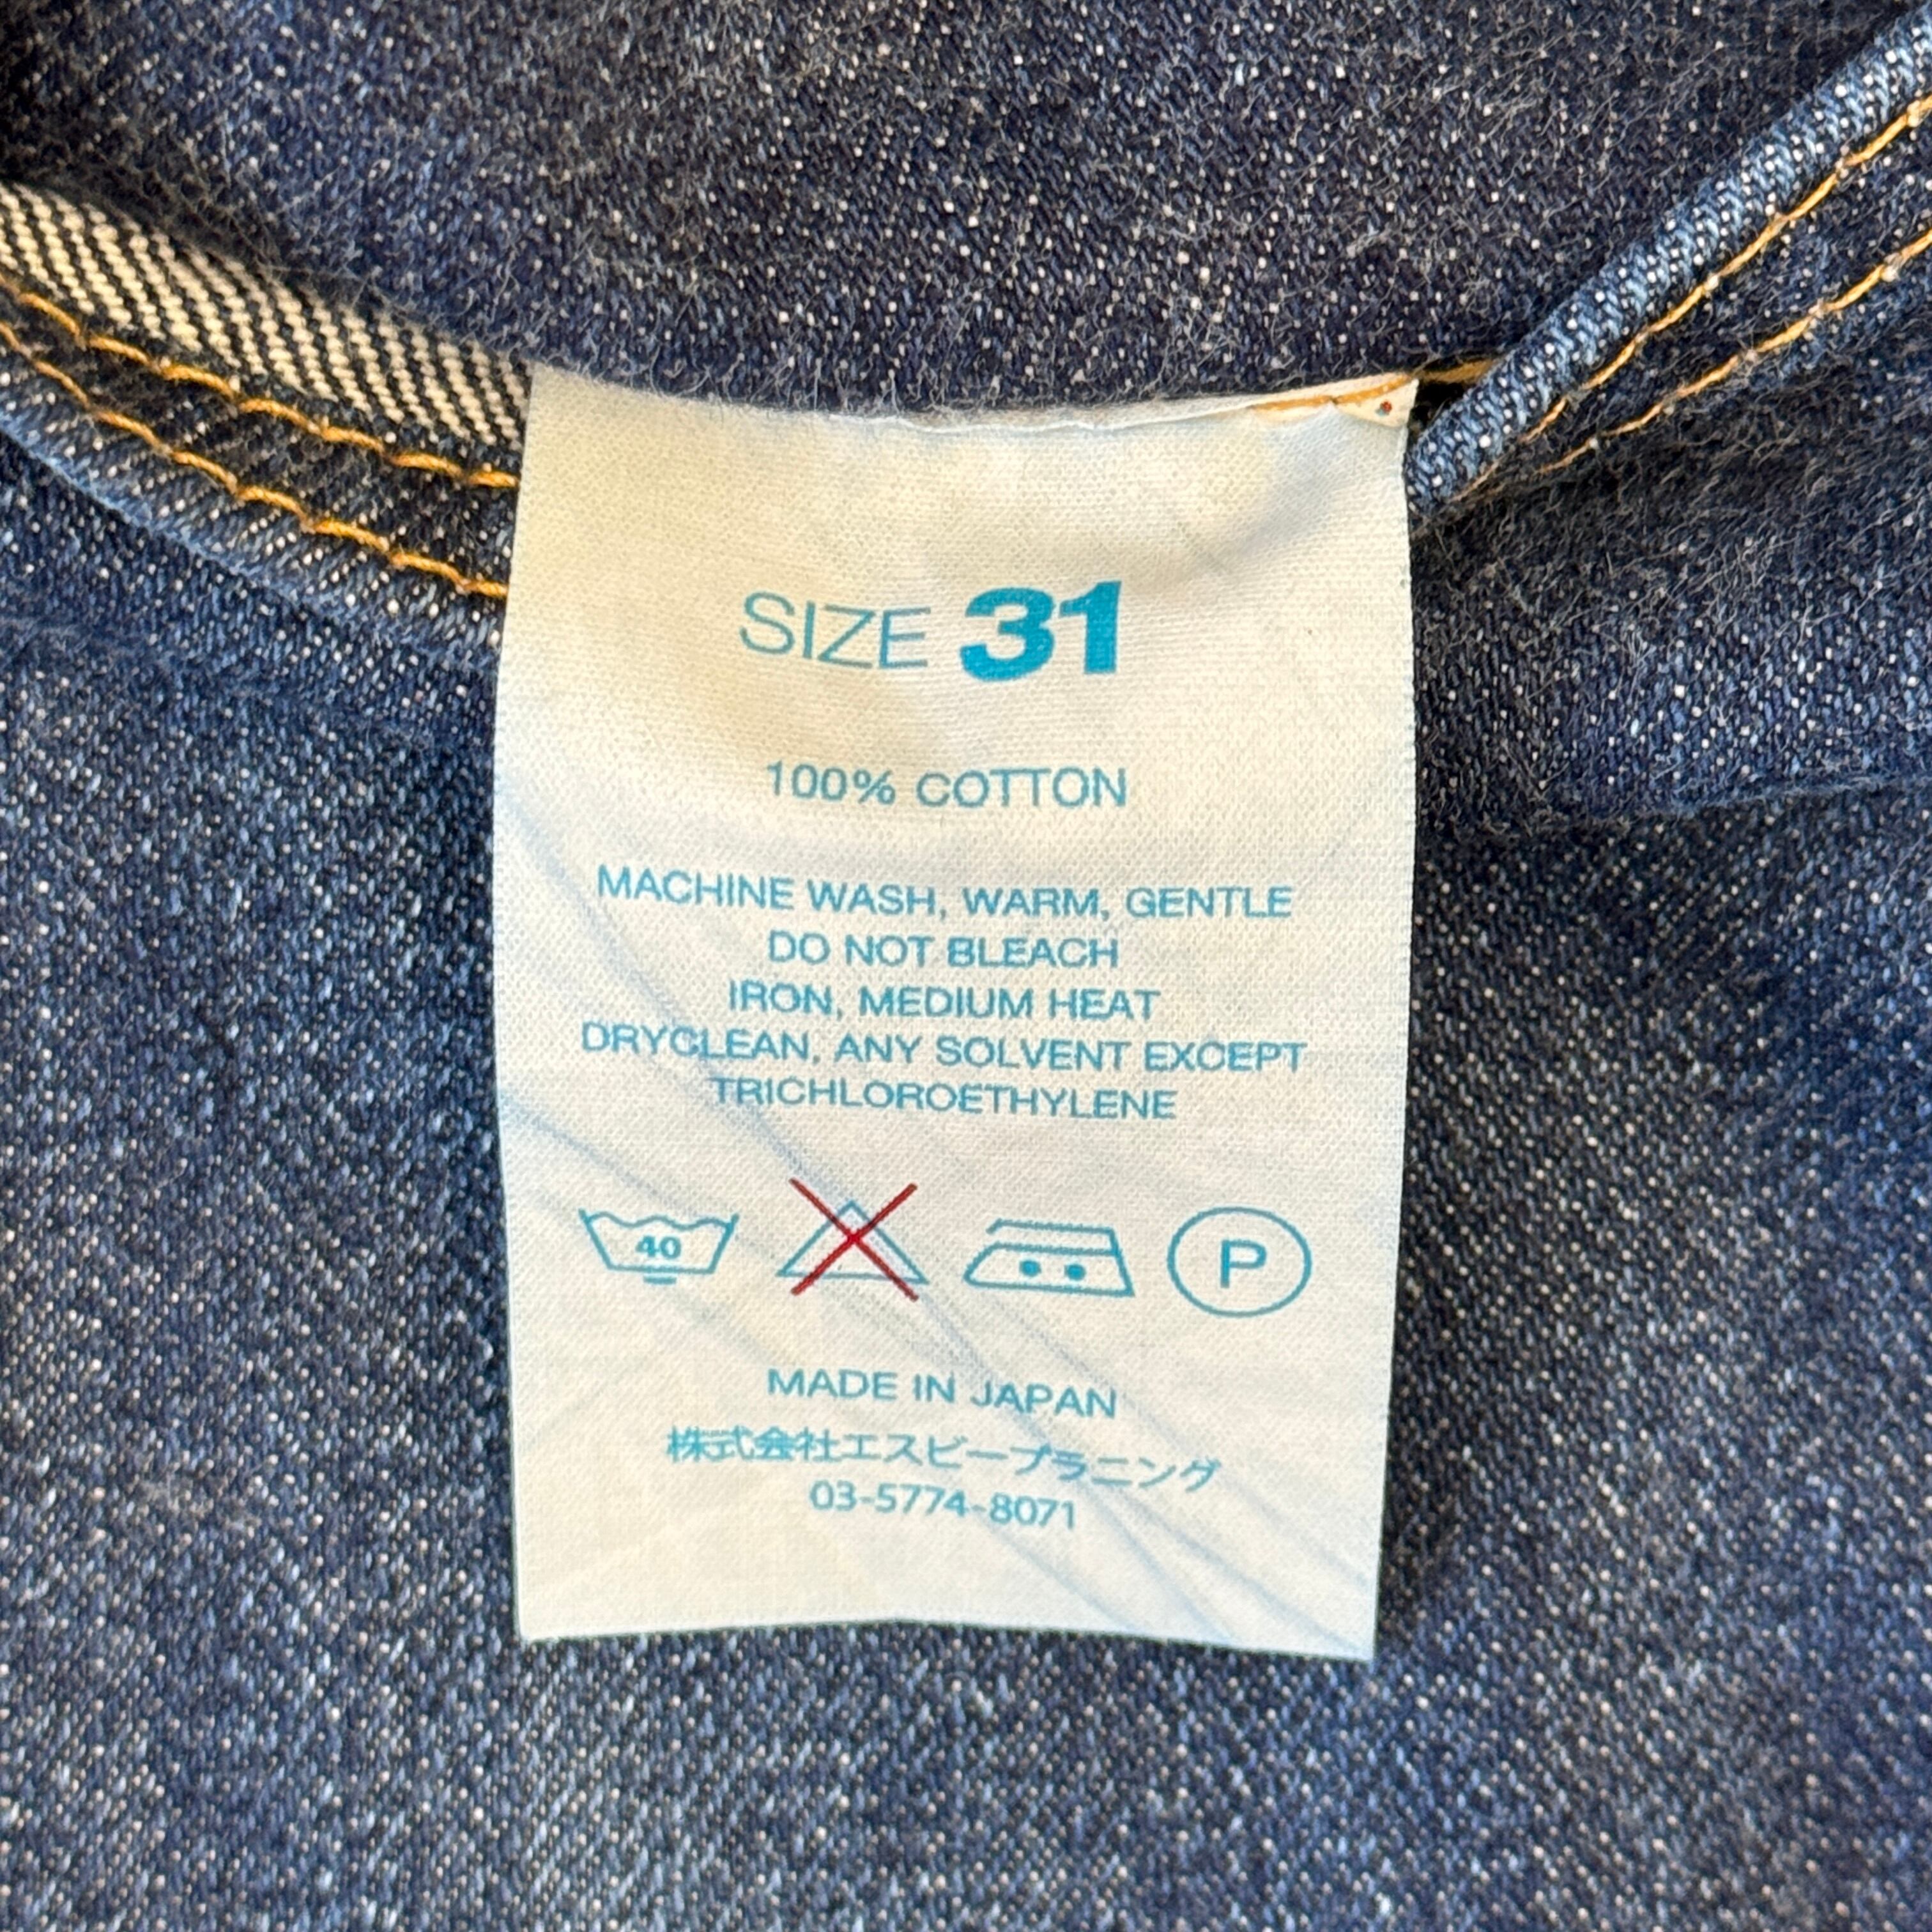 SIZE 31
100% COTTON
MACHINE WASH, WARM, GENTLE
DO NOT BLEACH
IRON, MEDIUM HEAT
DRYCLEAN, ANY SOLVENT EXCEPT
TRICHLOROETHYLENE
40
P
MADE IN JAPAN
株式会社エスビープラニング
03-5774-8071